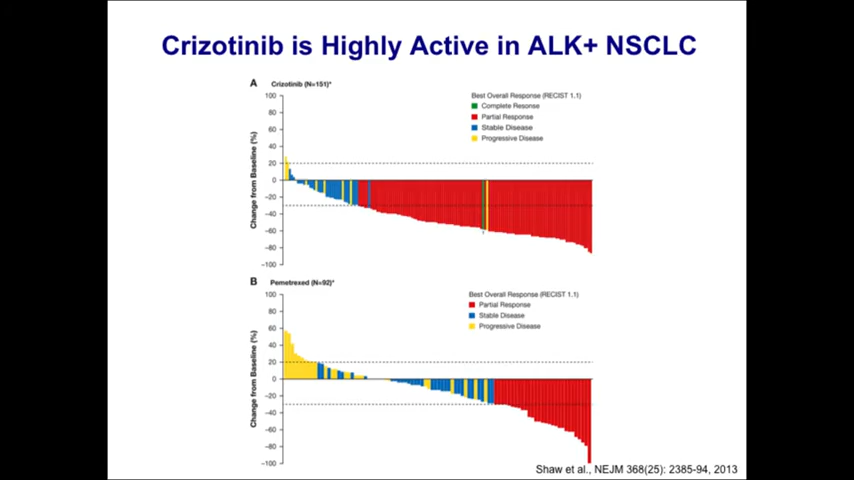 Crizotinib is Highly Active in ALK+ NSCLC
A
Crizotinib (N=151)*
Best Overall Response (RECIST 1.1)
Complete Resonse
Partial Response
Stable Disease
Progressive Disease
Change from Baseline (%)
100
80
60
40
20
0
−20
−40
−60
−80
−100
B
Pemetrexed (N=92)*
Best Overall Response (RECIST 1.1)
Partial Response
Stable Disease
Progressive Disease
Change from Baseline (%)
100
80
60
40
20
0
−20
−40
−60
−80
−100
Shaw et al., NEJM 368(25): 2385-94, 2013